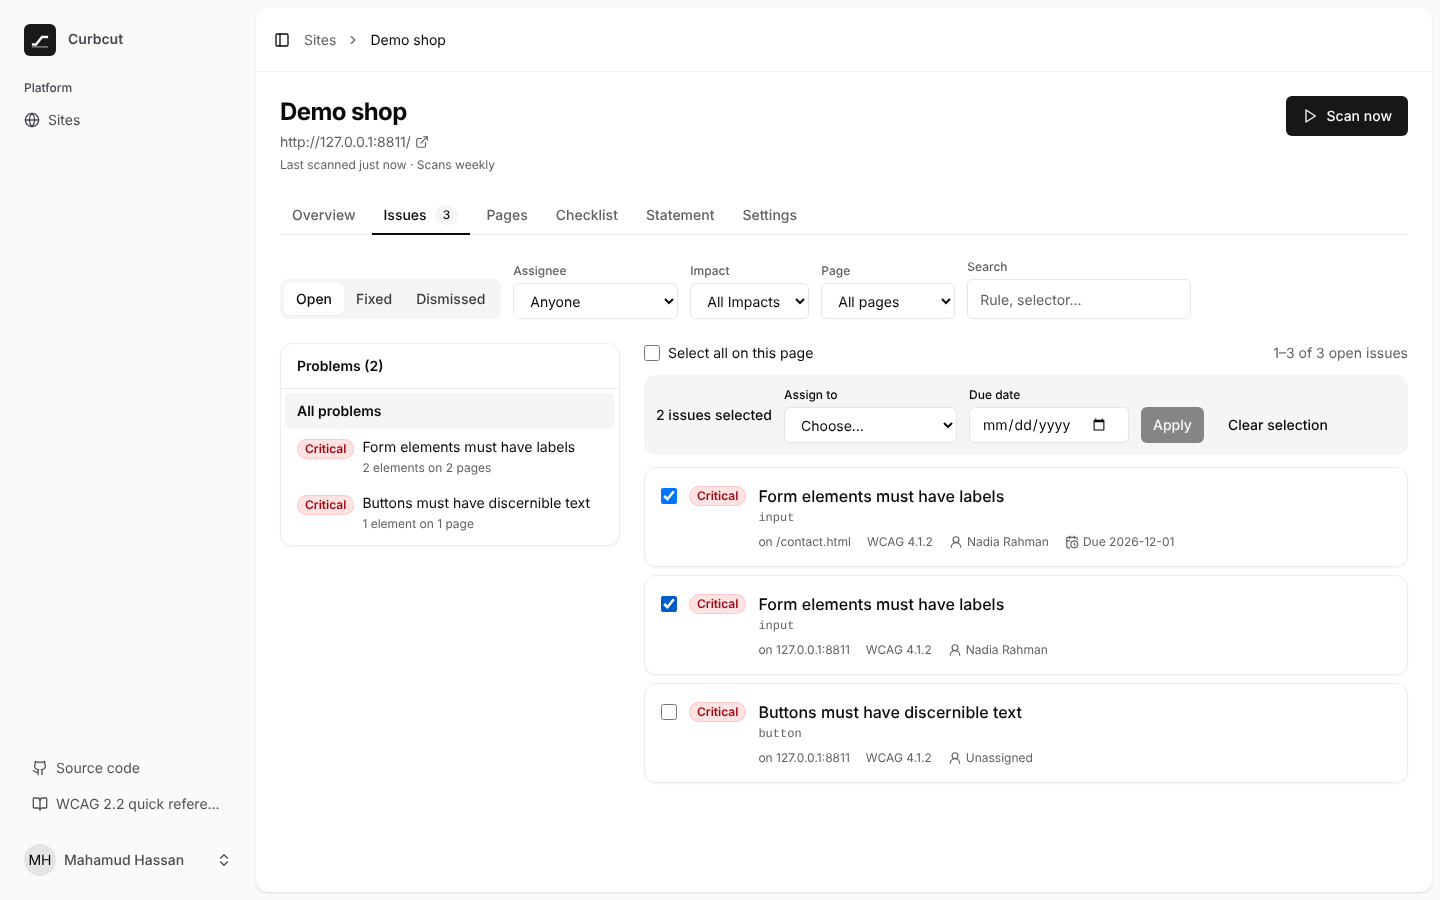 Curbcut
Platform
Sites
Source code
WCAG 2.2 quick refere...
MH Mahamud Hassan
Sites > Demo shop
Demo shop
http://127.0.0.1:8811/
Last scanned just now · Scans weekly
Scan now
Overview Issues 3 Pages Checklist Statement Settings
Open Fixed Dismissed
Assignee
Anyone
Impact
All Impacts
Page
All pages
Search
Rule, selector...
Problems (2)
All problems
Critical Form elements must have labels
2 elements on 2 pages
Critical Buttons must have discernible text
1 element on 1 page
Select all on this page
1–3 of 3 open issues
2 issues selected
Assign to
Choose...
Due date
mm/dd/yyyy
Apply
Clear selection
Critical Form elements must have labels
input
on /contact.html WCAG 4.1.2 Nadia Rahman Due 2026-12-01
Critical Form elements must have labels
input
on 127.0.0.1:8811 WCAG 4.1.2 Nadia Rahman
Critical Buttons must have discernible text
button
on 127.0.0.1:8811 WCAG 4.1.2 Unassigned